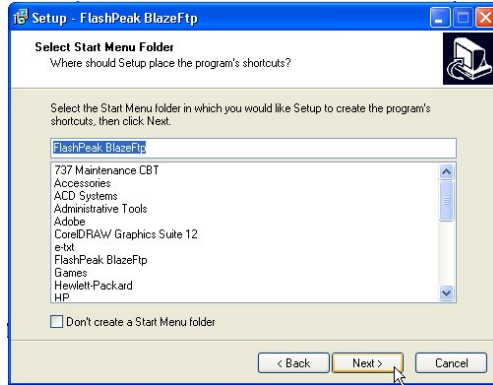 Setup - FlashPeak BlazeFtp
Select Start Menu Folder
Where should Setup place the program's shortcuts?
Select the Start Menu folder in which you would like Setup to create the program's
shortcuts, then click Next.
FlashPeak BlazeFtp
737 Maintenance CBT
Accessories
ACD Systems
Administrative Tools
Adobe
CorelDRAW Graphics Suite 12
e-txt
FlashPeak BlazeFtp
Games
Hewlett-Packard
HP
Don't create a Start Menu folder
< Back Next > Cancel